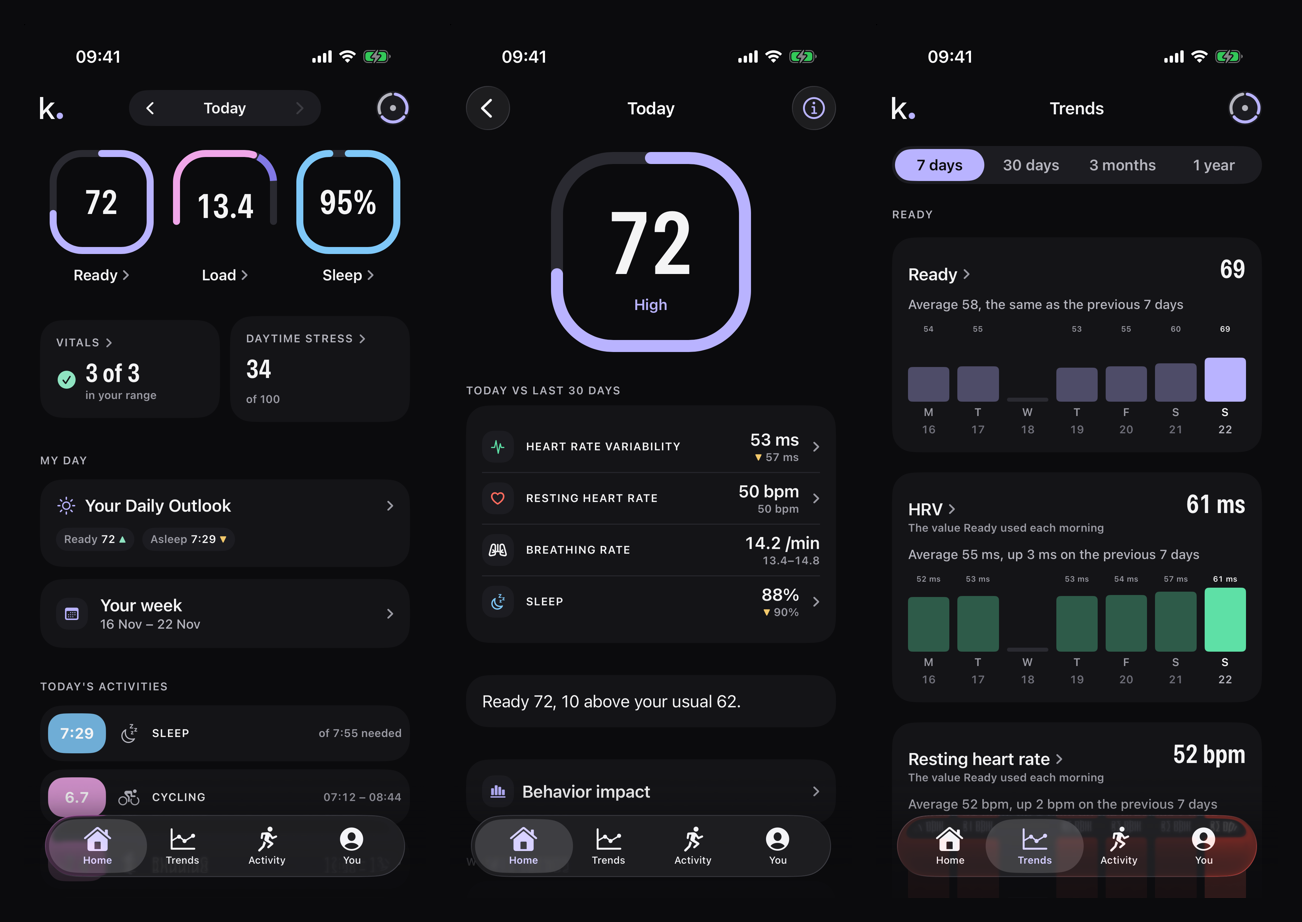 09:41
k.
Today
72
13.4
95%
Ready
Load
Sleep
VITALS
3 of 3
in your range
DAYTIME STRESS
34
of 100
MY DAY
Your Daily Outlook
Ready 72 ▲ Asleep 7:29 ▼
Your week
16 Nov – 22 Nov
TODAY'S ACTIVITIES
7:29 SLEEP of 7:55 needed
6.7 CYCLING 07:12 – 08:44
Home Trends Activity You
09:41
Today
72
High
TODAY VS LAST 30 DAYS
HEART RATE VARIABILITY 53 ms
▼ 57 ms
RESTING HEART RATE 50 bpm
50 bpm
BREATHING RATE 14.2 /min
13.4–14.8
SLEEP 88%
▼ 90%
Ready 72, 10 above your usual 62.
Behavior impact
Home Trends Activity You
09:41
k.
Trends
7 days 30 days 3 months 1 year
READY
Ready 69
Average 58, the same as the previous 7 days
54 55 53 55 60 69
M T W T F S S
16 17 18 19 20 21 22
HRV 61 ms
The value Ready used each morning
Average 55 ms, up 3 ms on the previous 7 days
52 ms 53 ms 53 ms 54 ms 57 ms 61 ms
M T W T F S S
16 17 18 19 20 21 22
Resting heart rate 52 bpm
The value Ready used each morning
Average 52 bpm, up 2 bpm on the previous 7 days
Home Trends Activity You